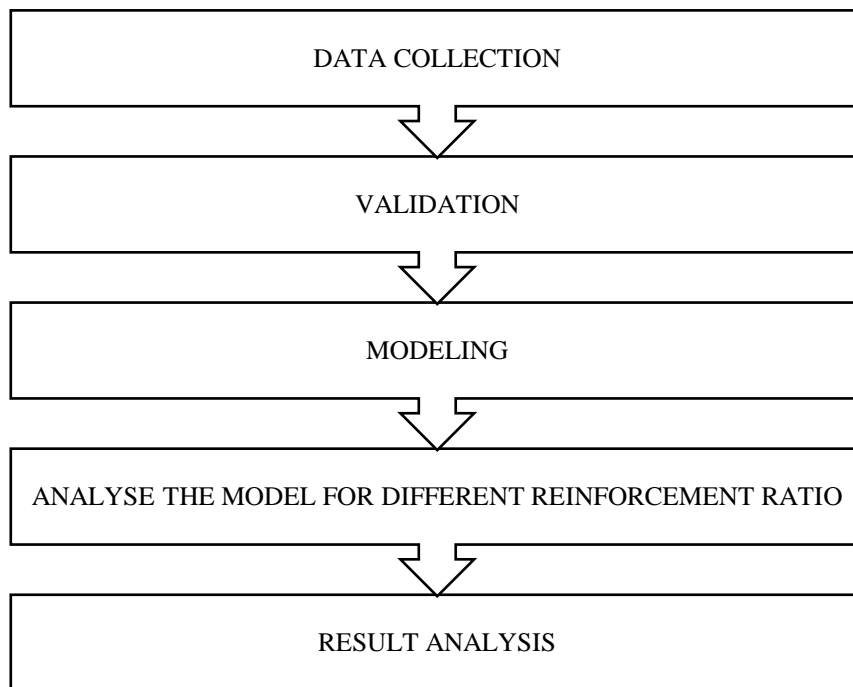 DATA COLLECTION
VALIDATION
MODELING
ANALYSE THE MODEL FOR DIFFERENT REINFORCEMENT RATIO
RESULT ANALYSIS